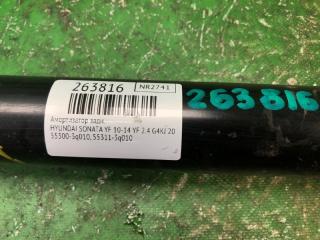 263816
NR2741
263816
Амортизатор задн.
HYUNDAI SONATA YF 10-14 YF 2.4 G4KJ 20
55300-3q010,55311-3q010